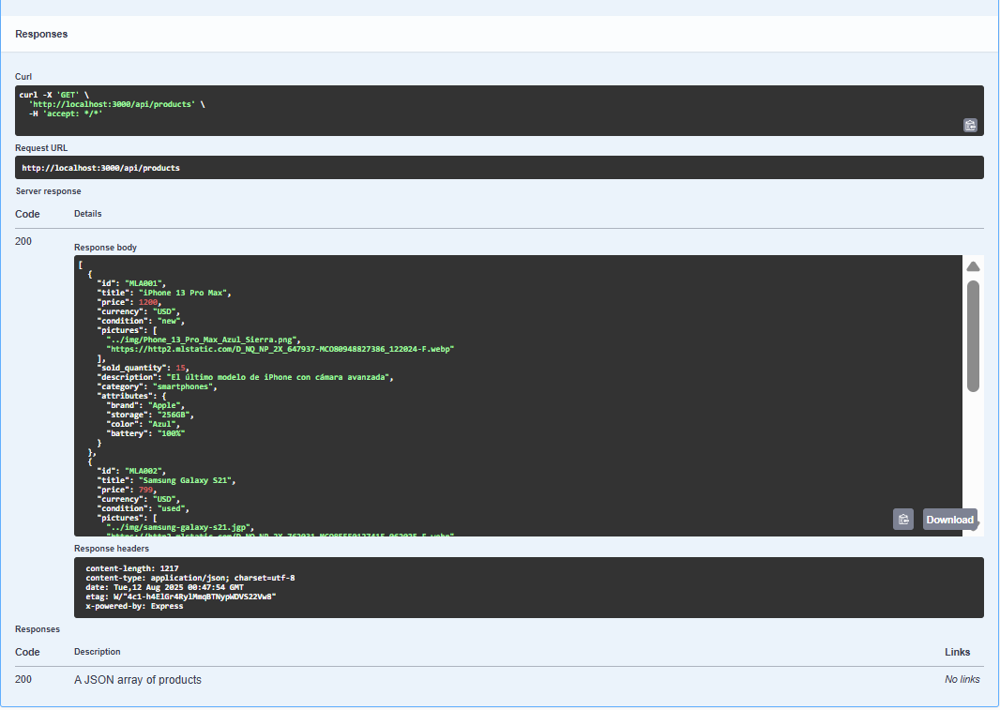 Responses
Curl
curl -X 'GET' \
  'http://localhost:3000/api/products' \
  -H 'accept: */*'
Request URL
http://localhost:3000/api/products
Server response
Code Details
200
Response body
[
  {
    "id": "MLA001",
    "title": "iPhone 13 Pro Max",
    "price": 1200,
    "currency": "USD",
    "condition": "new",
    "pictures": [
      "../img/Phone_13_Pro_Max_Azul_Sierra.png",
      "https://http2.mlstatic.com/D_NQ_NP_2X_647937-MCO80948827386_122024-F.webp"
    ],
    "sold_quantity": 15,
    "description": "El último modelo de iPhone con cámara avanzada",
    "category": "smartphones",
    "attributes": {
      "brand": "Apple",
      "storage": "256GB",
      "color": "Azul",
      "battery": "100%"
    }
  },
  {
    "id": "MLA002",
    "title": "Samsung Galaxy S21",
    "price": 799,
    "currency": "USD",
    "condition": "used",
    "pictures": [
      "../img/samsung-galaxy-s21.jgp",
Download
Response headers
content-length: 1217
content-type: application/json; charset=utf-8
date: Tue,12 Aug 2025 00:47:54 GMT
etag: W/"4c1-h4ElGr4RylMmqBTNypWDVS22Vw8"
x-powered-by: Express
Responses
Code Description Links
200 A JSON array of products No links